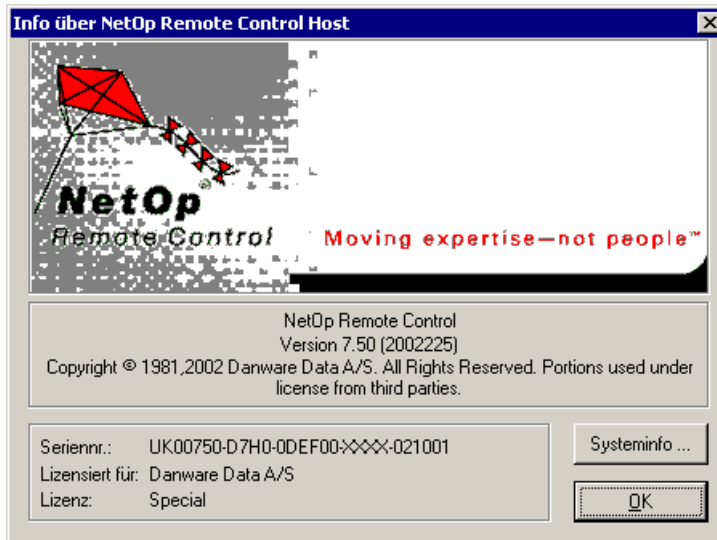 Info über NetOp Remote Control Host
NetOp®
Remote Control
Moving expertise—not people™
NetOp Remote Control
Version 7.50 (2002225)
Copyright © 1981,2002 Danware Data A/S. All Rights Reserved. Portions used under
license from third parties.
Seriennr.: UK00750-D7H0-0DEF00-XXXX-021001
Lizensiert für: Danware Data A/S
Lizenz: Special
Systeminfo ...
OK